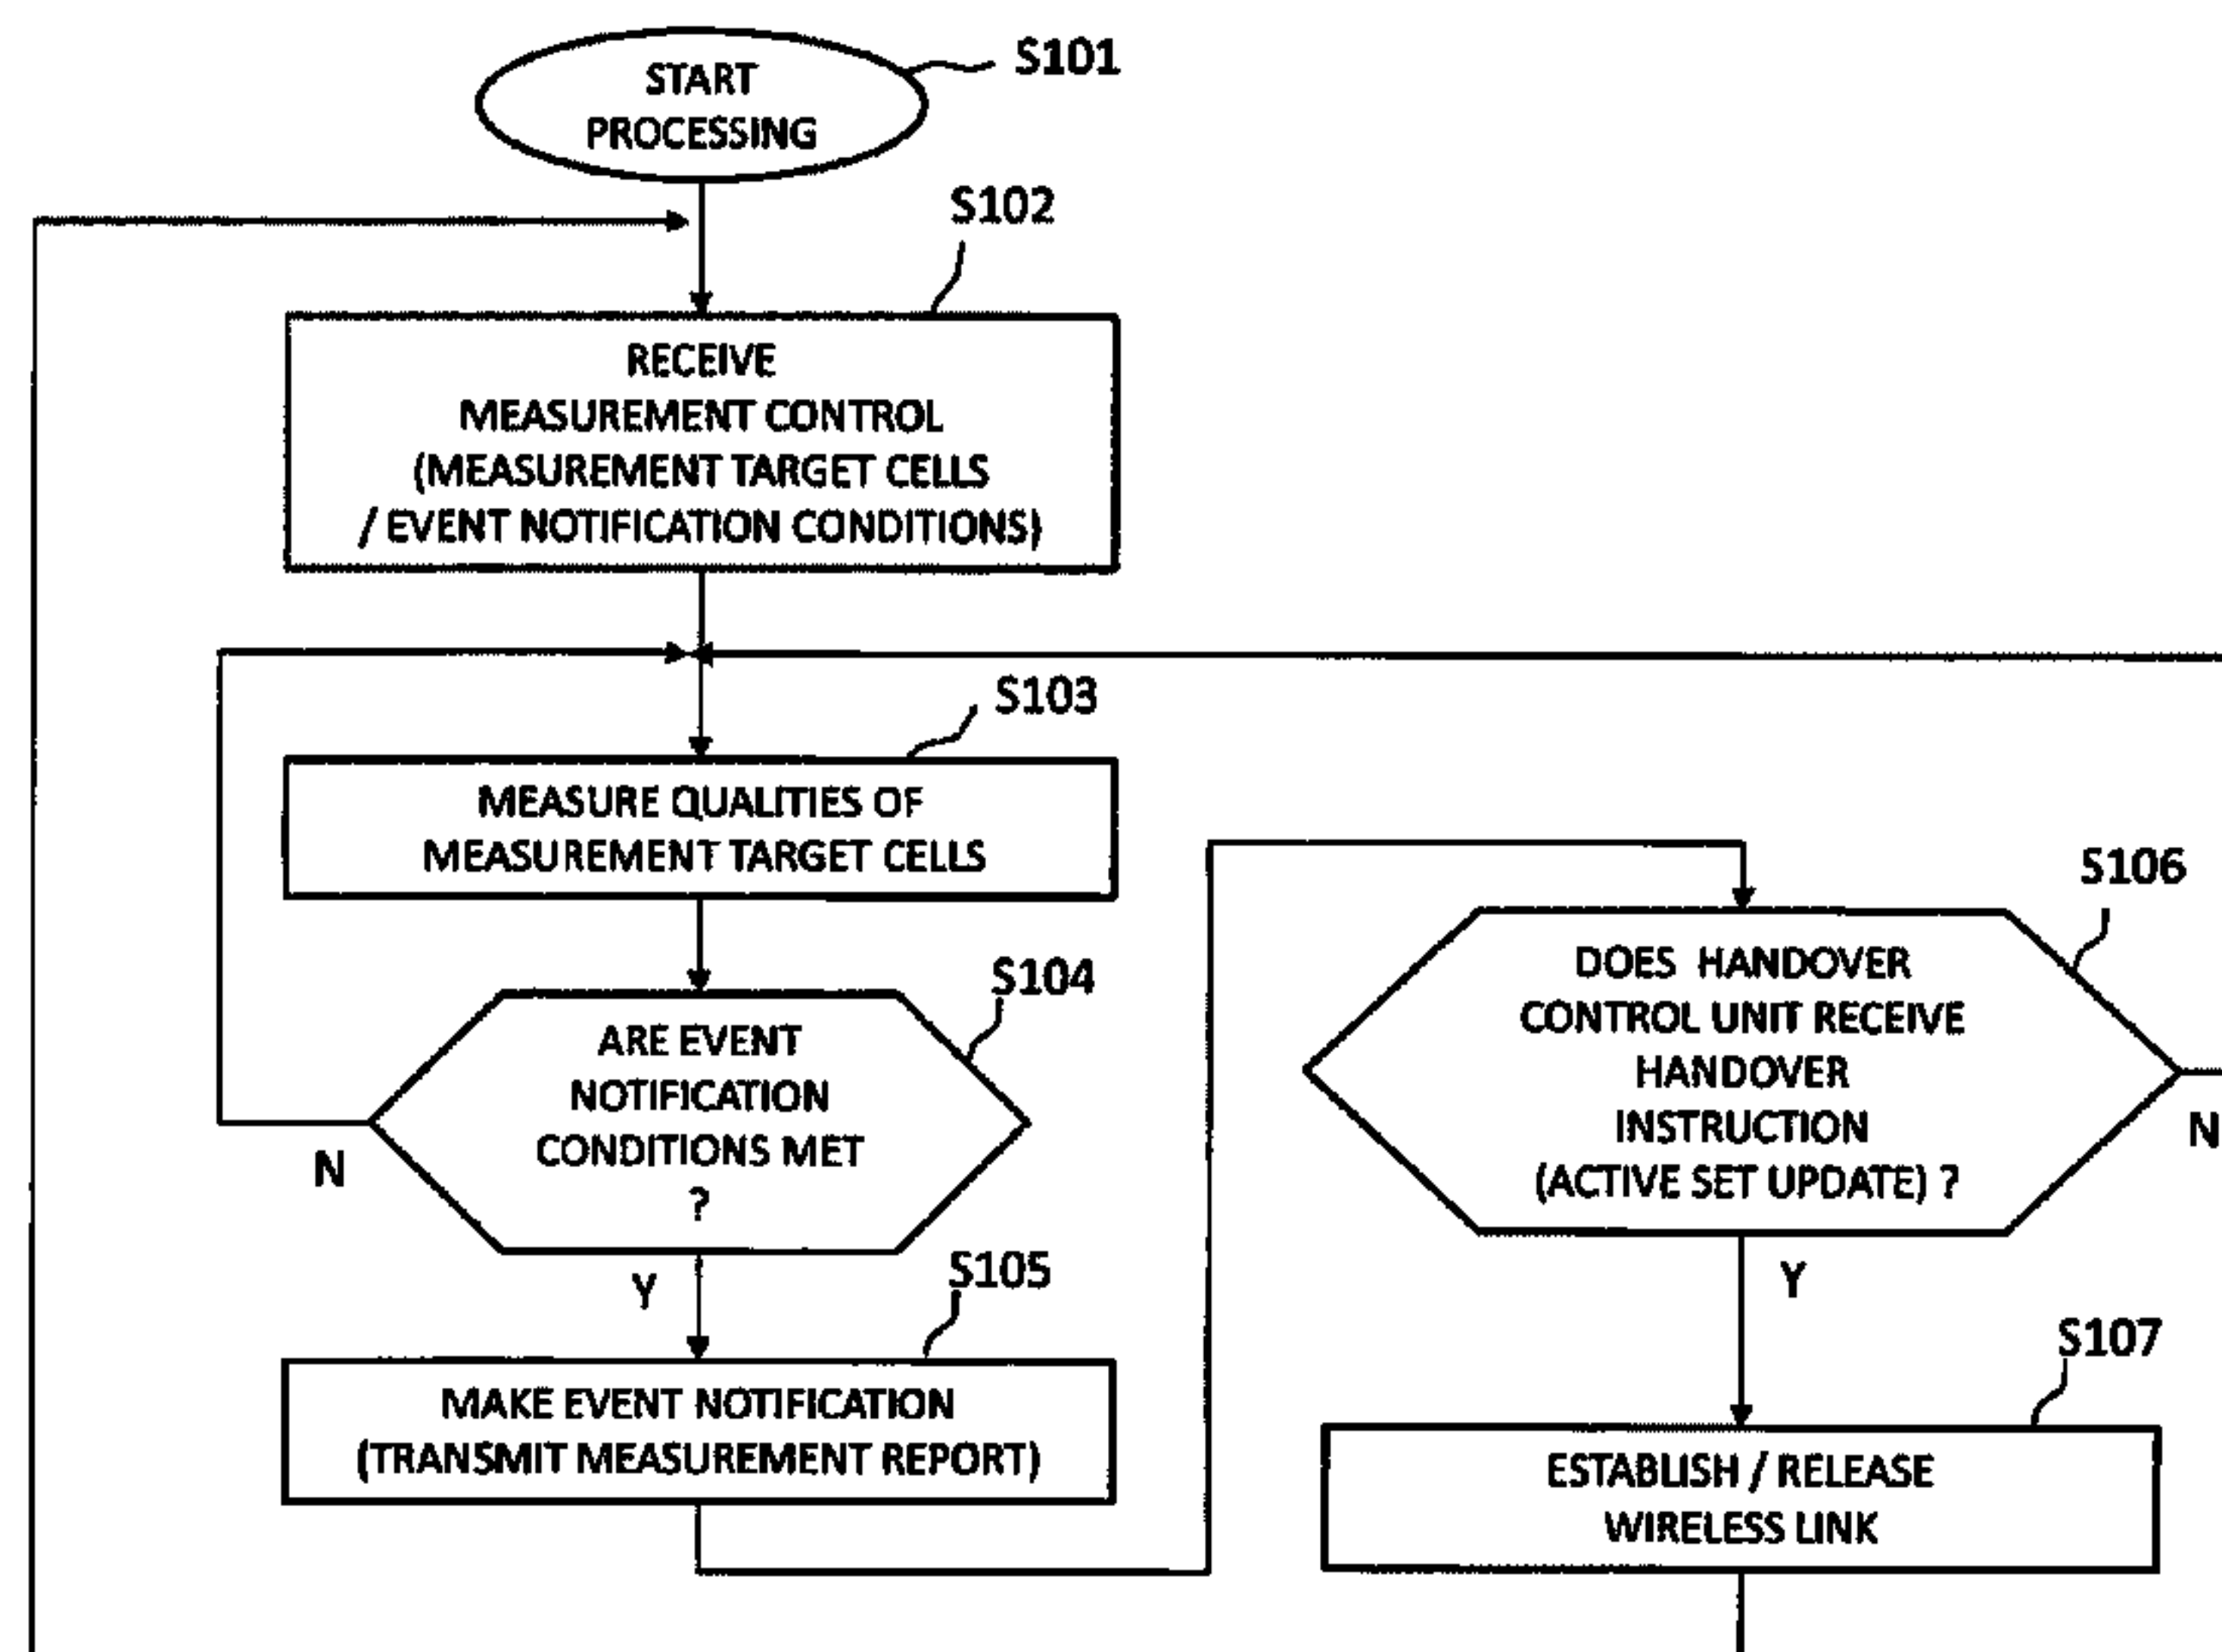 S101
START
PROCESSING
S102
RECEIVE
MEASUREMENT CONTROL
(MEASUREMENT TARGET CELLS
/ EVENT NOTIFICATION CONDITIONS)
S103
MEASURE QUALITIES OF
MEASUREMENT TARGET CELLS
S104
ARE EVENT
NOTIFICATION
CONDITIONS MET
?
N
Y
S105
MAKE EVENT NOTIFICATION
(TRANSMIT MEASUREMENT REPORT)
S106
DOES HANDOVER
CONTROL UNIT RECEIVE
HANDOVER
INSTRUCTION
(ACTIVE SET UPDATE) ?
N
Y
S107
ESTABLISH / RELEASE
WIRELESS LINK